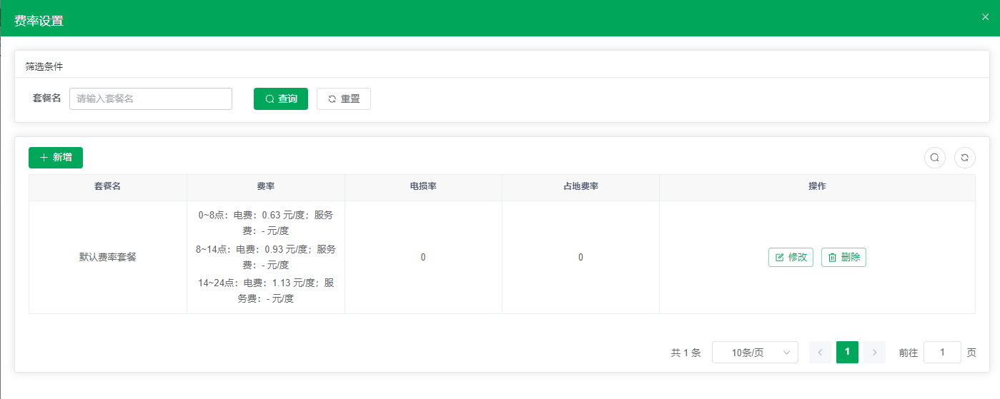 费率设置
筛选条件
套餐名 请输入套餐名 查询 重置
新增
套餐名 费率 电损率 占地费率 操作
0~8点：电费：0.63 元/度；服务
费：- 元/度
8~14点：电费：0.93 元/度；服务
费：- 元/度
14~24点：电费：1.13 元/度；服
务费：- 元/度
默认费率套餐 0 0 修改 删除
共 1 条 10条/页 1 前往 1 页